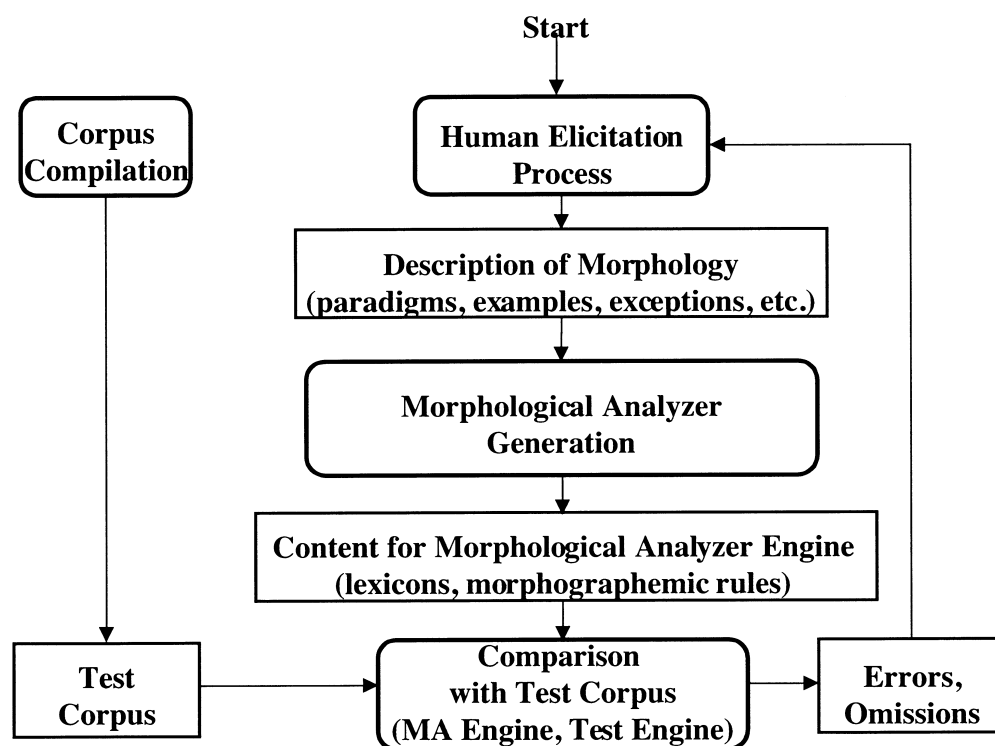 Start
Corpus
Compilation
Human Elicitation
Process
Description of Morphology
(paradigms, examples, exceptions, etc.)
Morphological Analyzer
Generation
Content for Morphological Analyzer Engine
(lexicons, morphographemic rules)
Test
Corpus
Comparison
with Test Corpus
(MA Engine, Test Engine)
Errors,
Omissions